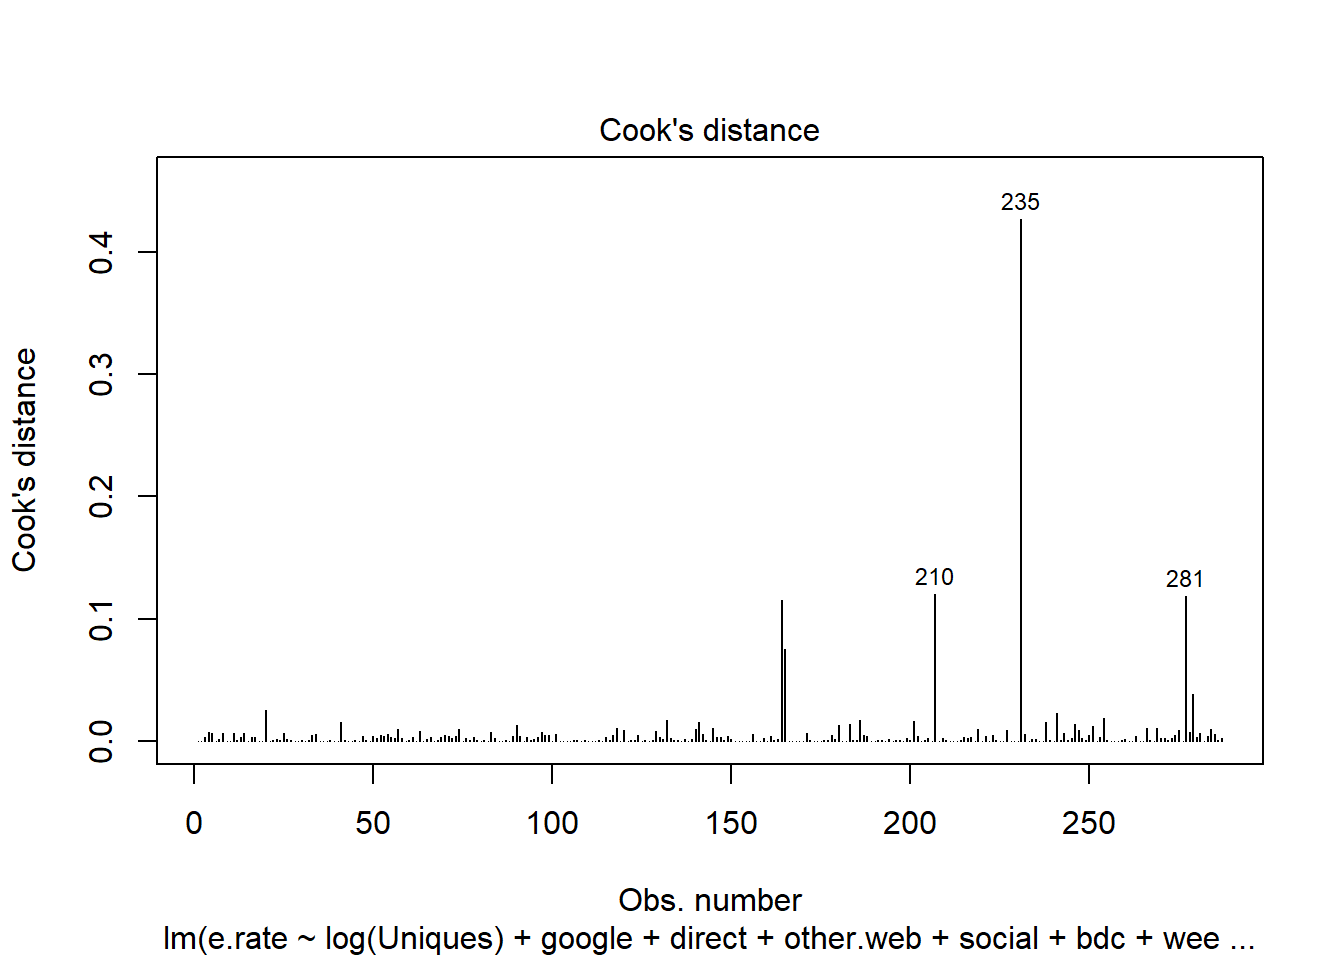 Cook's distance
235
0.4
0.3
Cook's distance
0.2
210
281
0.1
0.0
0 50 100 150 200 250
Obs. number
lm(e.rate ~ log(Uniques) + google + direct + other.web + social + bdc + wee ...